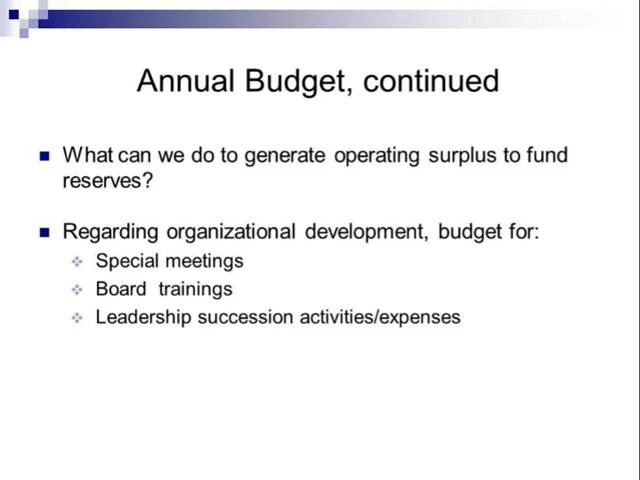 Annual Budget, continued
What can we do to generate operating surplus to fund
reserves?
Regarding organizational development, budget for:
Special meetings
Board trainings
Leadership succession activities/expenses